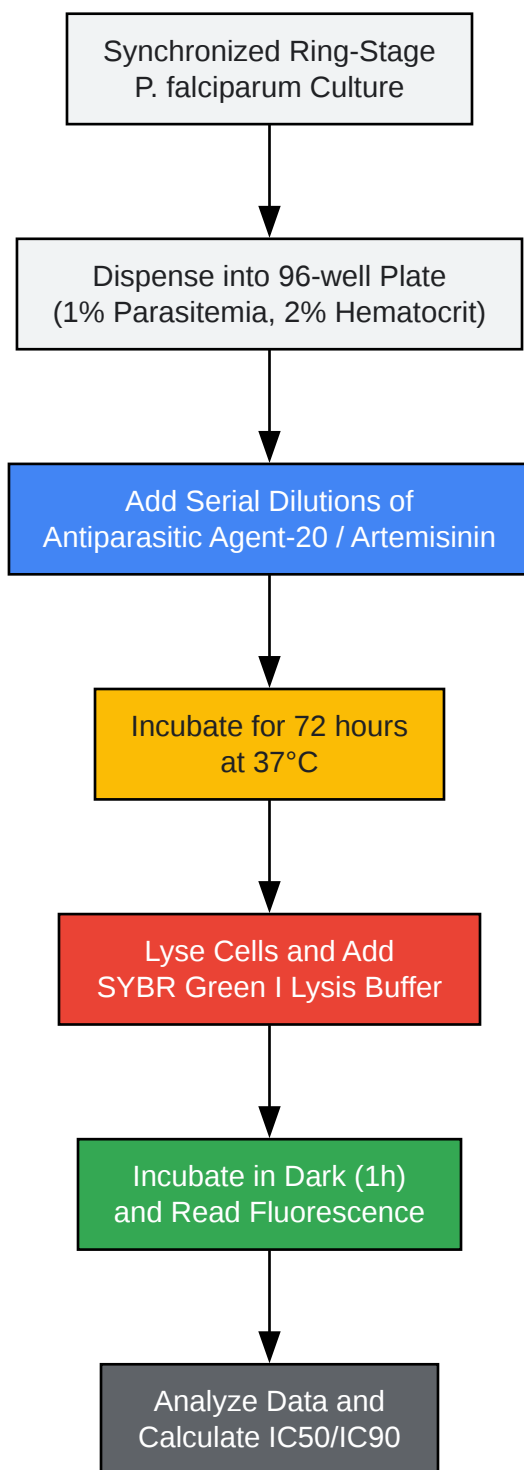 Synchronized Ring-Stage
P. falciparum Culture
Dispense into 96-well Plate
(1% Parasitemia, 2% Hematocrit)
Add Serial Dilutions of
Antiparasitic Agent-20 / Artemisinin
Incubate for 72 hours
at 37°C
Lyse Cells and Add
SYBR Green I Lysis Buffer
Incubate in Dark (1h)
and Read Fluorescence
Analyze Data and
Calculate IC50/IC90